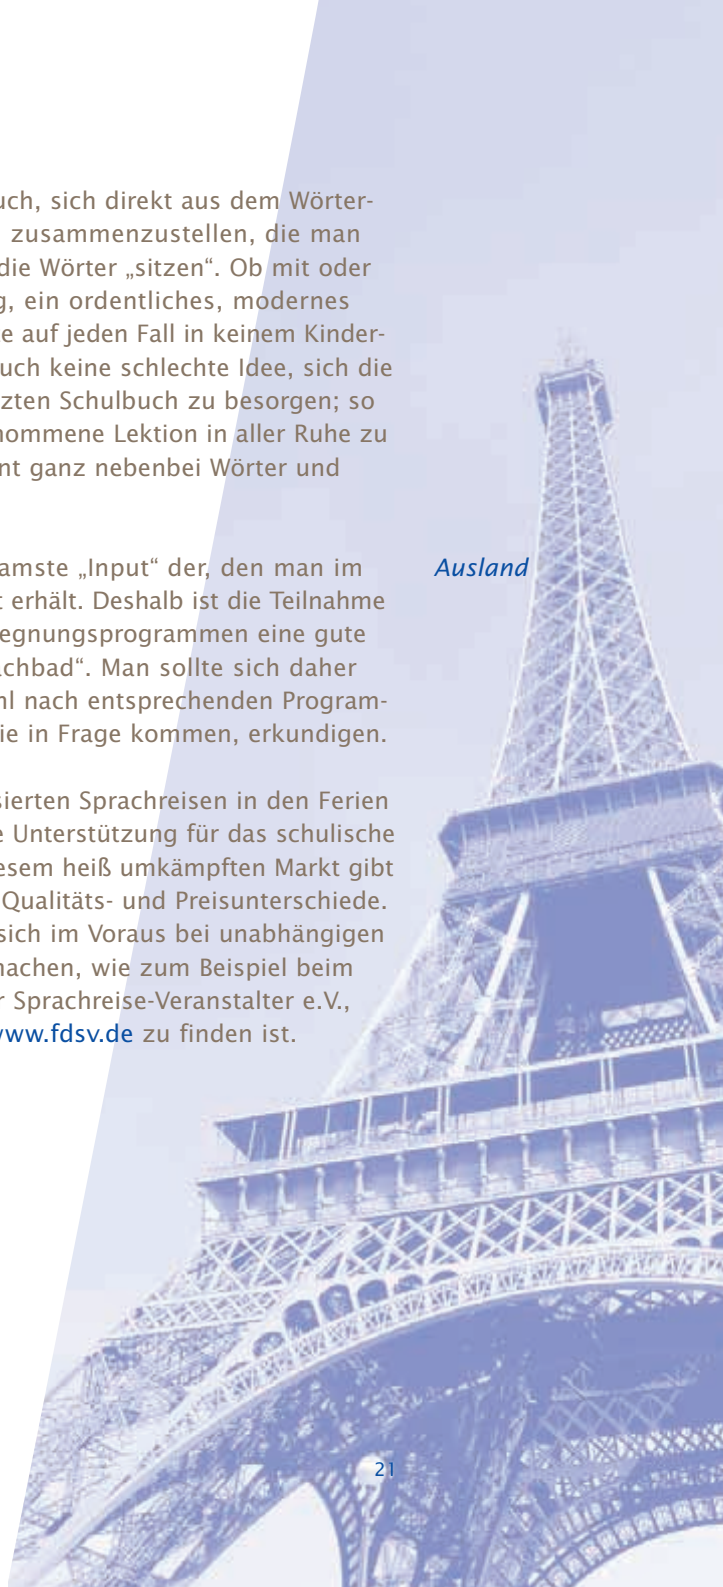 uch, sich direkt aus dem Wörter-
zusammenzustellen, die man
die Wörter „sitzen“. Ob mit oder
g, ein ordentliches, modernes
e auf jeden Fall in keinem Kinder-
uch keine schlechte Idee, sich die
zten Schulbuch zu besorgen; so
nommene Lektion in aller Ruhe zu
nt ganz nebenbei Wörter und
amste „Input“ der, den man im
Ausland
t erhält. Deshalb ist die Teilnahme
egnungsprogrammen eine gute
achbad“. Man sollte sich daher
hl nach entsprechenden Program-
ie in Frage kommen, erkundigen.
sierten Sprachreisen in den Ferien
e Unterstützung für das schulische
esem heiß umkämpften Markt gibt
Qualitäts- und Preisunterschiede.
sich im Voraus bei unabhängigen
machen, wie zum Beispiel beim
r Sprachreise-Veranstalter e.V.,
www.fdsv.de zu finden ist.
21